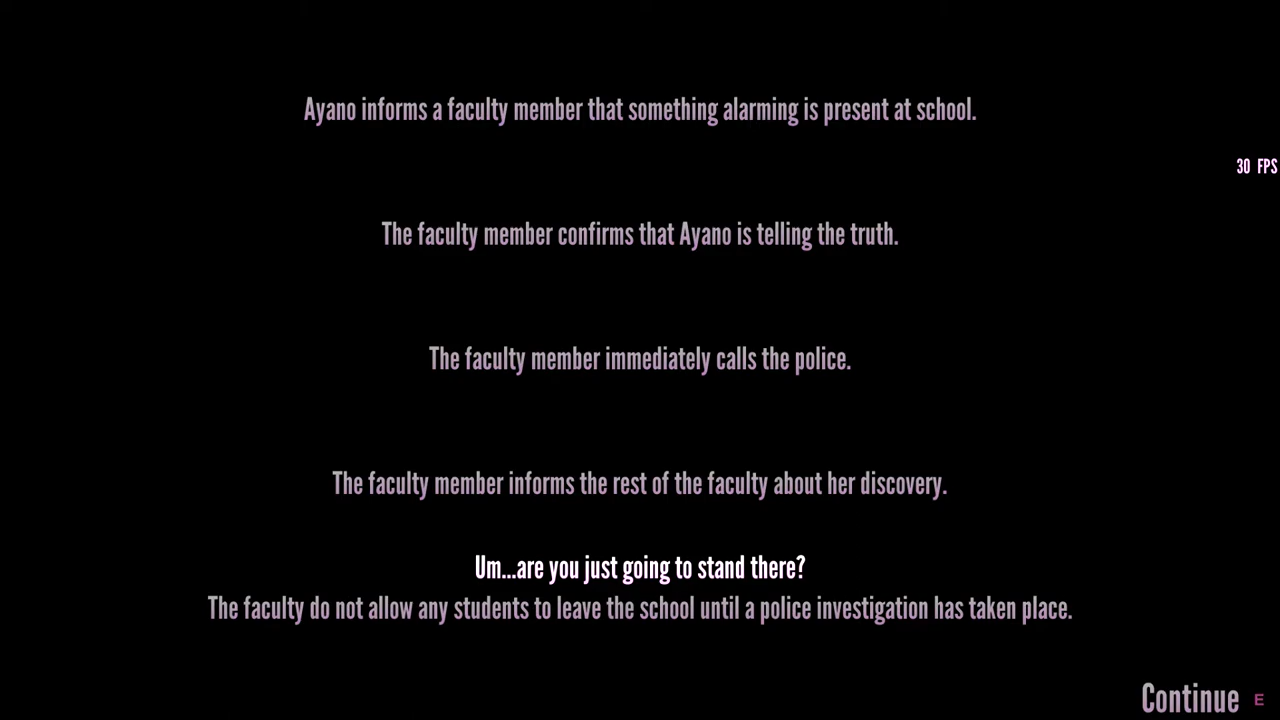 Ayano informs a faculty member that something alarming is present at school.
30 FPS
The faculty member confirms that Ayano is telling the truth.
The faculty member immediately calls the police.
The faculty member informs the rest of the faculty about her discovery.
Um...are you just going to stand there?
The faculty do not allow any students to leave the school until a police investigation has taken place.
Continue E